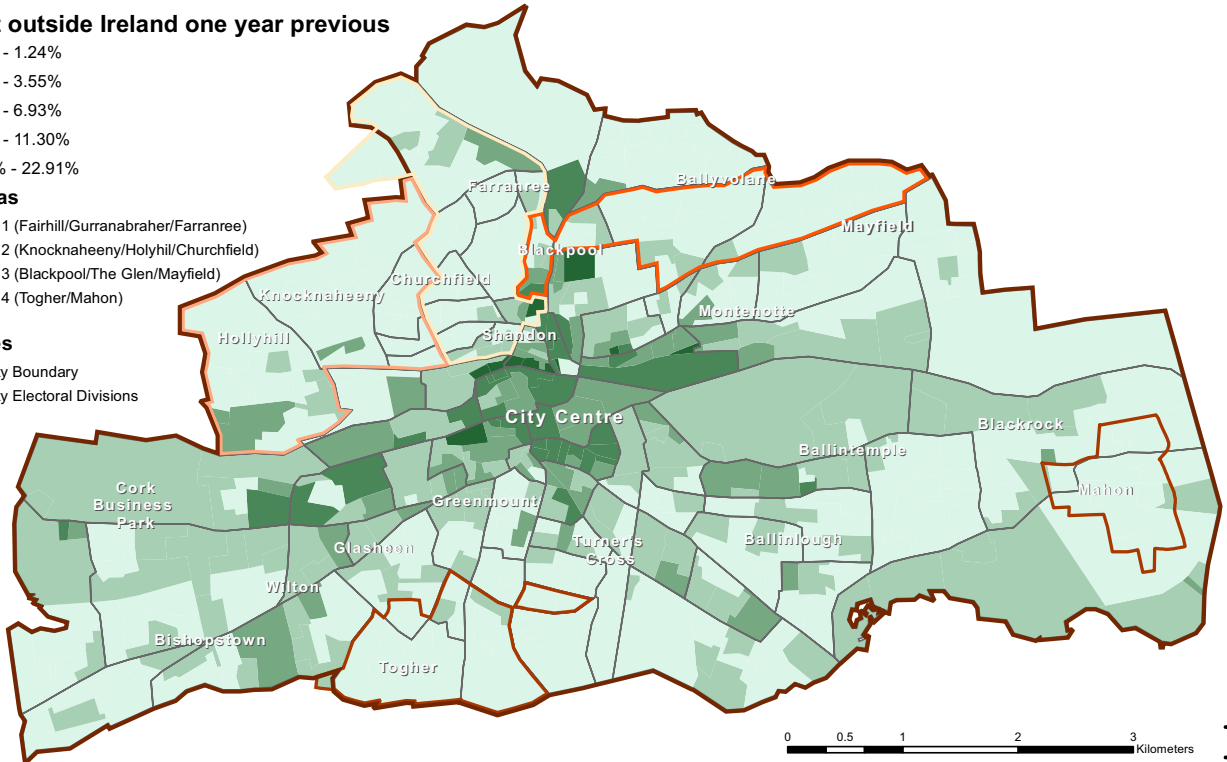 outside Ireland one year previous
- 1.24%
- 3.55%
- 6.93%
- 11.30%
- 22.91%
1 (Fairhill/Gurranabraher/Farranree)
2 (Knocknaheeny/Holyhil/Churchfield)
3 (Blackpool/The Glen/Mayfield)
4 (Togher/Mahon)
Boundary
Electoral Divisions
Farranree
Ballyvolane
Mayfield
Blackpool
Churchfield
Knocknaheeny
Montenotte
Hollyhill
Shandon
City Centre
Blackrock
Ballintemple
Cork
Business
Park
Mahon
Greenmount
Turner's
Cross
Ballinlough
Glasheen
Wilton
Bishopstown
Togher
0 0.5 1 2 3
Kilometers